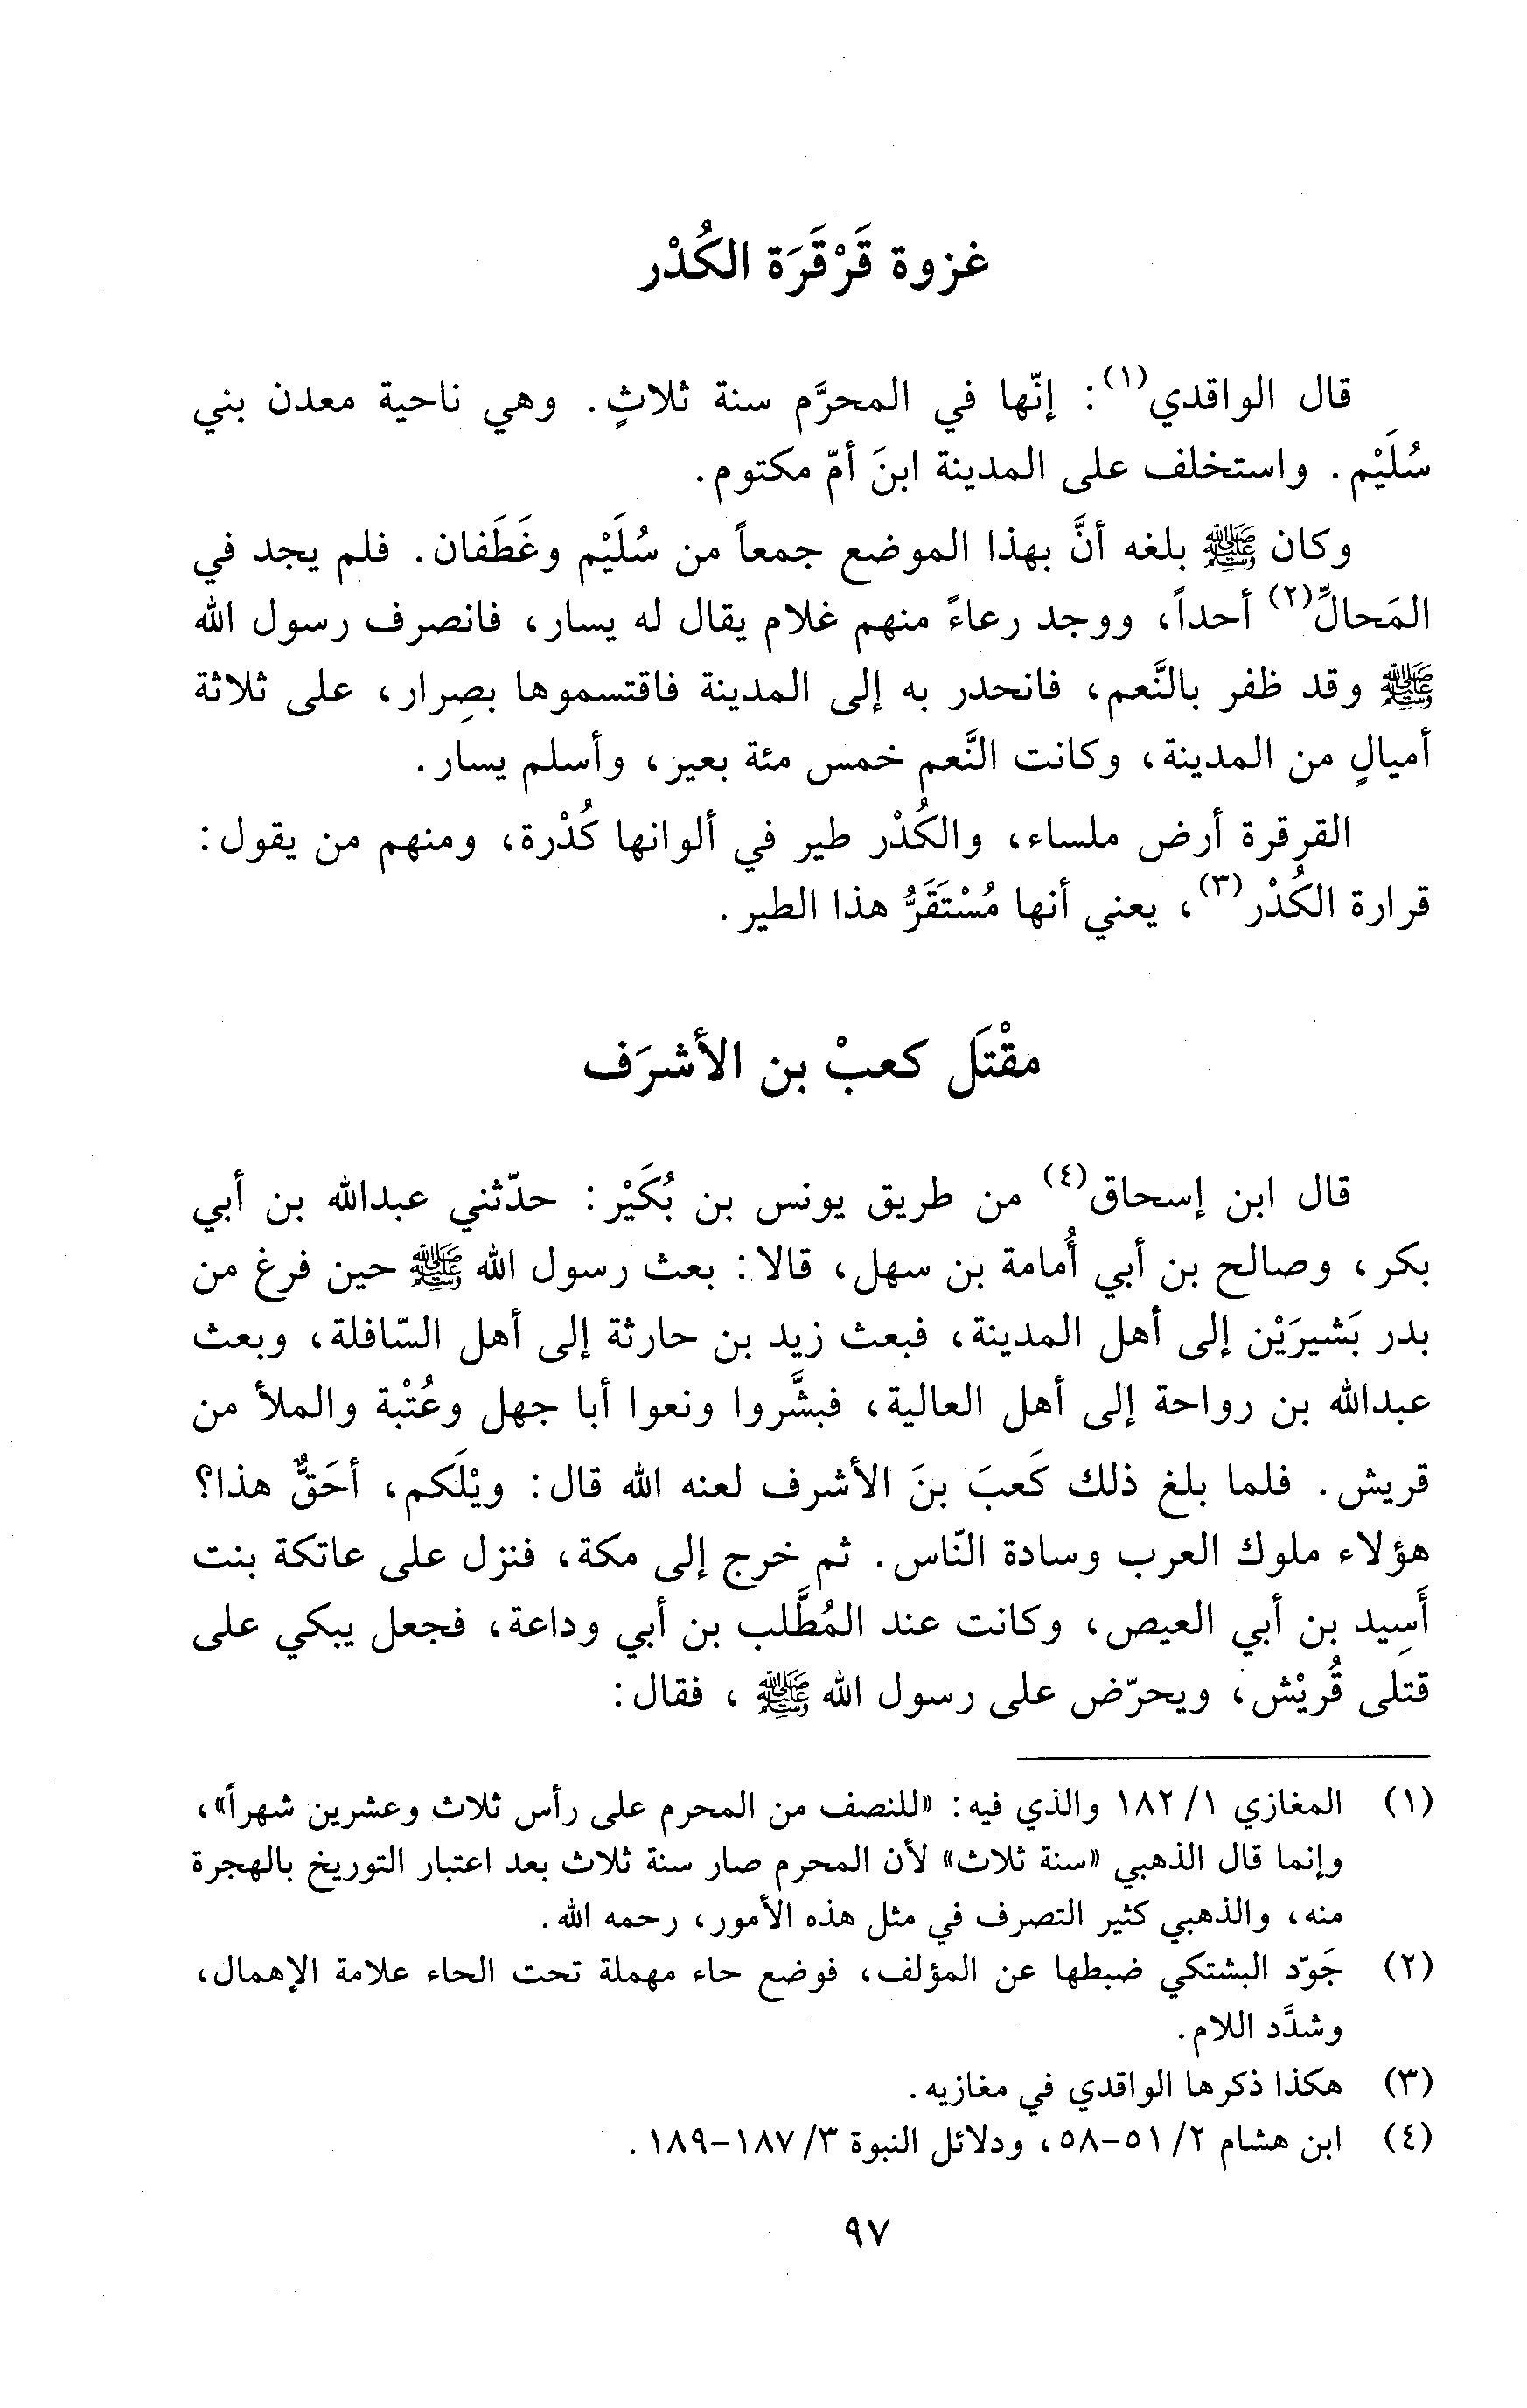 غزوة قَرْقَرَة الكُدْر
قال الواقدي(١): إنّها في المحرَّم سنة ثلاثٍ. وهي ناحية معدن بني
سُلَيْم. واستخلف على المدينة ابنَ أمّ مكتوم.
وكان ﷺ بلغه أنَّ بهذا الموضع جمعاً من سُلَيْم وغَطَفان. فلم يجد في
المَحالِّ(٢) أحداً، ووجد رعاءً منهم غلام يقال له يسار، فانصرف رسول الله
ﷺ وقد ظفر بالنَّعم، فانحدر به إلى المدينة فاقتسموها بصِرار، على ثلاثة
أميالٍ من المدينة، وكانت النَّعم خمس مئة بعير، وأسلم يسار.
القرقرة أرض ملساء، والكُدْر طير في ألوانها كُدْرة، ومنهم من يقول:
قرارة الكُدْر(٣)، يعني أنها مُسْتَقَرُّ هذا الطير.
مقْتَل كعبْ بن الأشرَف
قال ابن إسحاق(٤) من طريق يونس بن بُكَيْر: حدّثني عبدالله بن أبي
بكر، وصالح بن أبي أُمامة بن سهل، قالا: بعث رسول الله ﷺ حين فرغ من
بدر بَشيرَيْن إلى أهل المدينة، فبعث زيد بن حارثة إلى أهل السّافلة، وبعث
عبدالله بن رواحة إلى أهل العالية، فبشَّروا ونعوا أبا جهل وعُتْبة والملأ من
قريش. فلما بلغ ذلك كَعبَ بنَ الأشرف لعنه الله قال: ويْلَكم، أحَقٌّ هذا؟
هؤلاء ملوك العرب وسادة النّاس. ثم خرج إلى مكة، فنزل على عاتكة بنت
أَسِيد بن أبي العيص، وكانت عند المُطَّلب بن أبي وداعة، فجعل يبكي على
قتلى قُريْش، ويحرّض على رسول الله ﷺ ، فقال:
(١) المغازي ١/ ١٨٢ والذي فيه: «للنصف من المحرم على رأس ثلاث وعشرين شهراً»،
وإنما قال الذهبي «سنة ثلاث» لأن المحرم صار سنة ثلاث بعد اعتبار التوريخ بالهجرة
منه، والذهبي كثير التصرف في مثل هذه الأمور، رحمه الله.
(٢) جَوّد البشتكي ضبطها عن المؤلف، فوضع حاء مهملة تحت الحاء علامة الإهمال،
وشدَّد اللام.
(٣) هكذا ذكرها الواقدي في مغازيه.
(٤) ابن هشام ٢/ ٥١-٥٨، ودلائل النبوة ٣/ ١٨٧-١٨٩.
٩٧